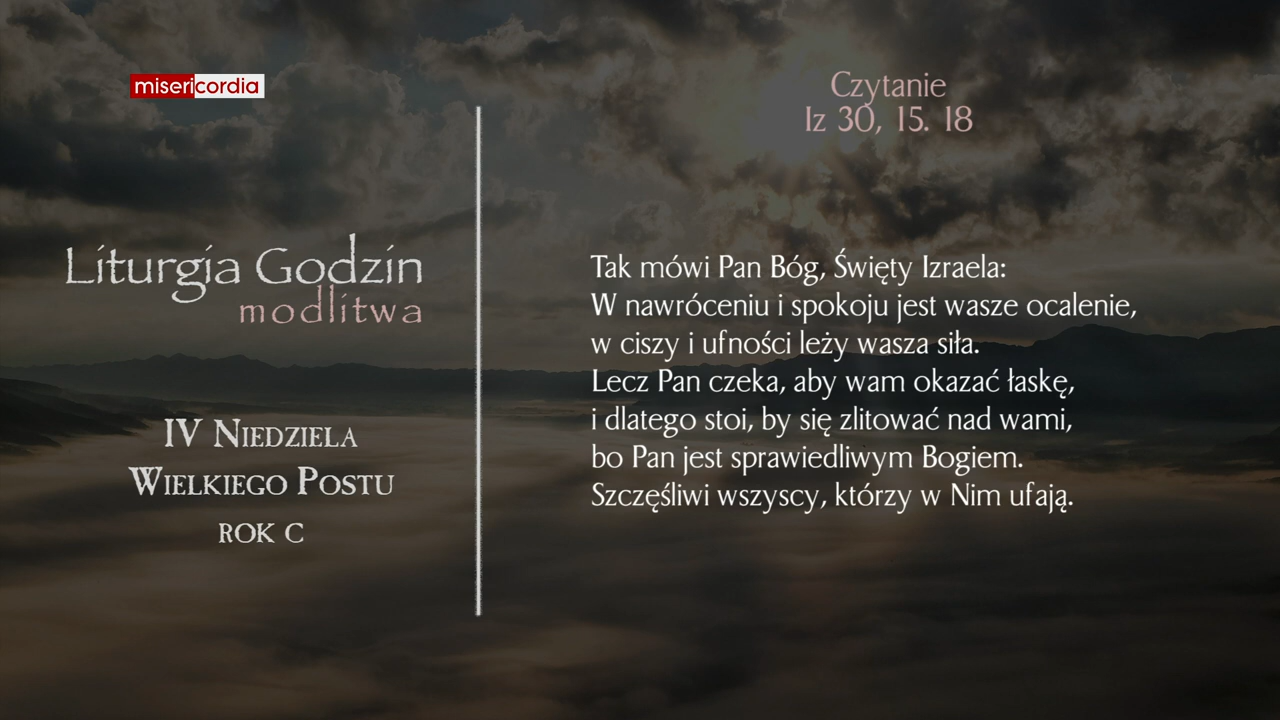 misericordia
Liturgia Godzin
modlitwa
IV Niedziela
Wielkiego Postu
rok C
Czytanie
Iz 30, 15. 18
Tak mówi Pan Bóg, Święty Izraela:
W nawróceniu i spokoju jest wasze ocalenie,
w ciszy i ufności leży wasza siła.
Lecz Pan czeka, aby wam okazać łaskę,
i dlatego stoi, by się zlitować nad wami,
bo Pan jest sprawiedliwym Bogiem.
Szczęśliwi wszyscy, którzy w Nim ufają.